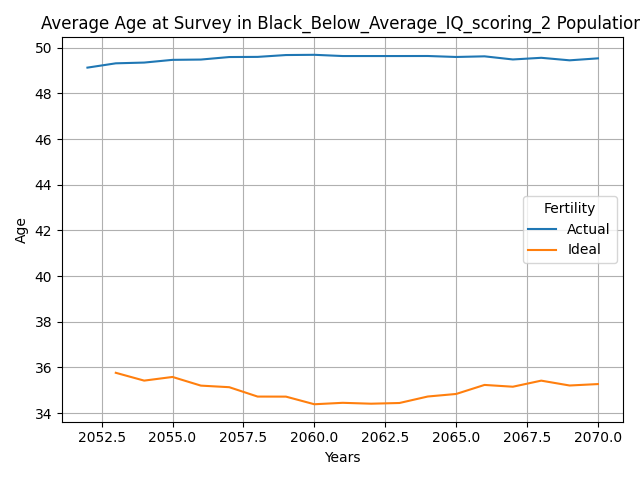 Average Age at Survey in Black_Below_Average_IQ_scoring_2 Population
50
48
46
44
42
40
38
36
34
Age
Fertility
Actual
Ideal
2052.5 2055.0 2057.5 2060.0 2062.5 2065.0 2067.5 2070.0
Years